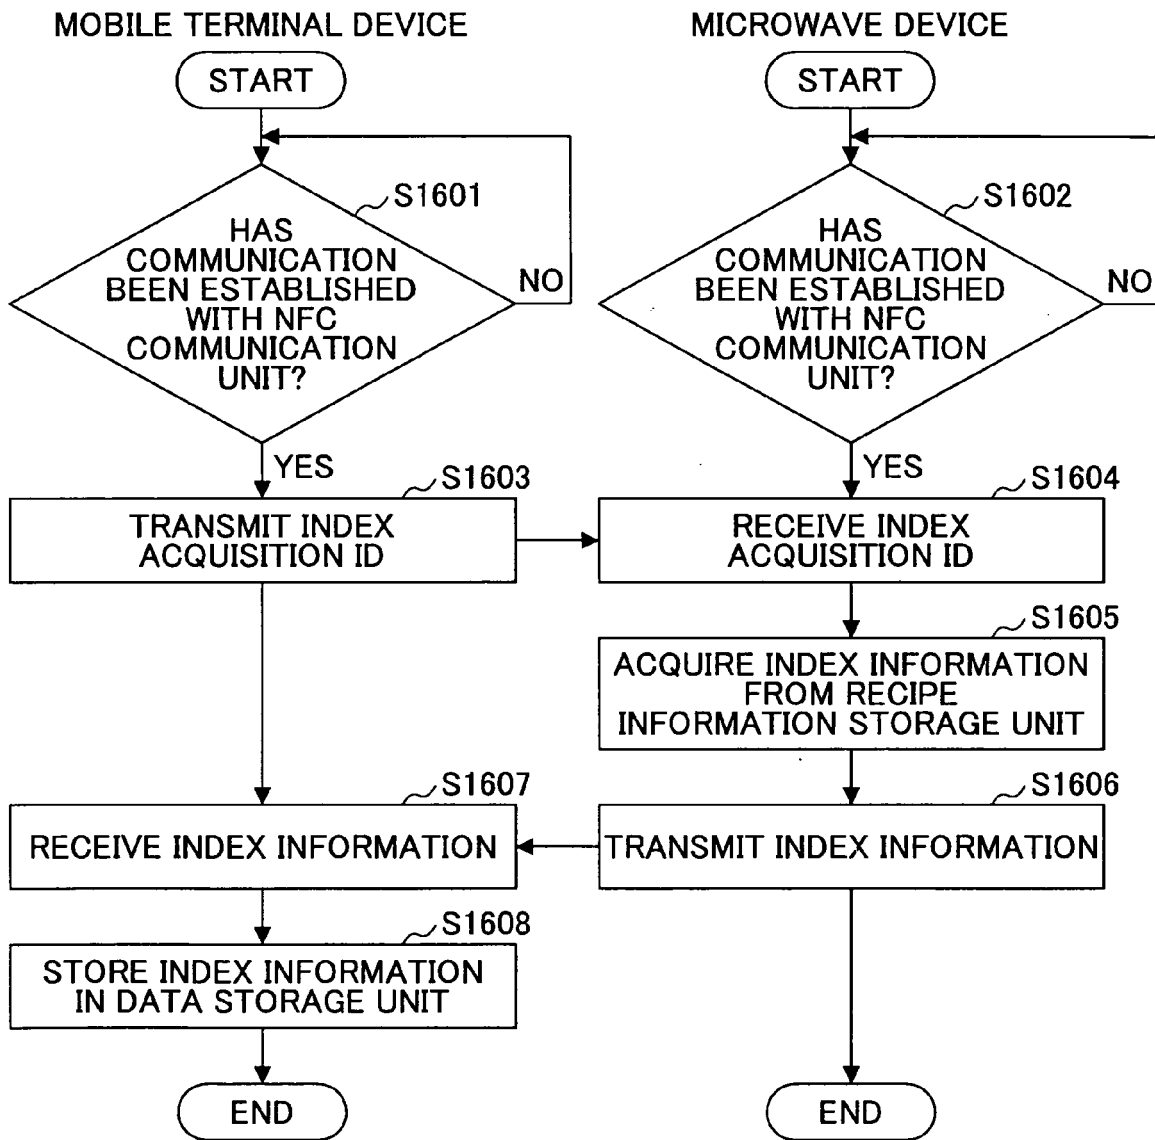 MOBILE TERMINAL DEVICE
MICROWAVE DEVICE
START
START
S1601
HAS
COMMUNICATION
BEEN ESTABLISHED
WITH NFC
COMMUNICATION
UNIT?
NO
S1602
HAS
COMMUNICATION
BEEN ESTABLISHED
WITH NFC
COMMUNICATION
UNIT?
NO
YES
YES
S1603
TRANSMIT INDEX
ACQUISITION ID
S1604
RECEIVE INDEX
ACQUISITION ID
S1605
ACQUIRE INDEX INFORMATION
FROM RECIPE
INFORMATION STORAGE UNIT
S1607
RECEIVE INDEX INFORMATION
S1606
TRANSMIT INDEX INFORMATION
S1608
STORE INDEX INFORMATION
IN DATA STORAGE UNIT
END
END